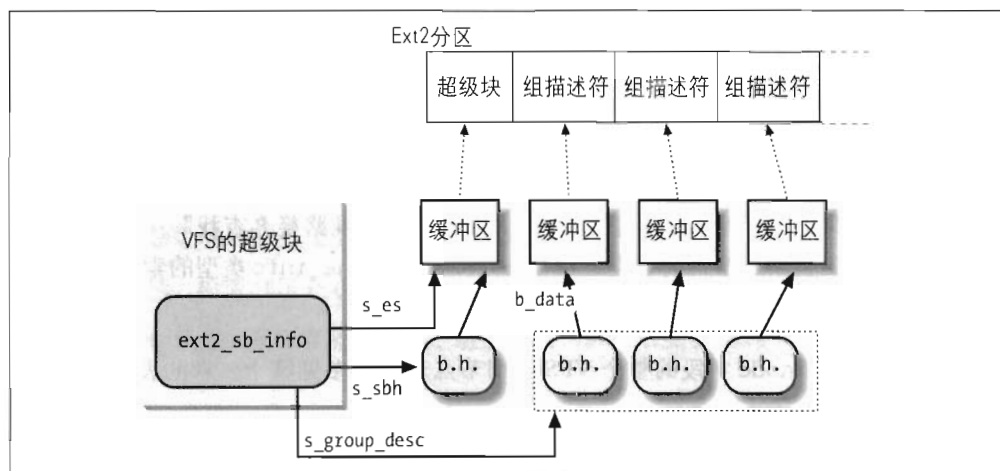 Ext2分区
超级块 组描述符 组描述符 组描述符
缓冲区 缓冲区 缓冲区 缓冲区
VFS的超级块
s_es
b_data
ext2_sb_info
b.h. b.h. b.h. b.h.
s_sbh
s_group_desc